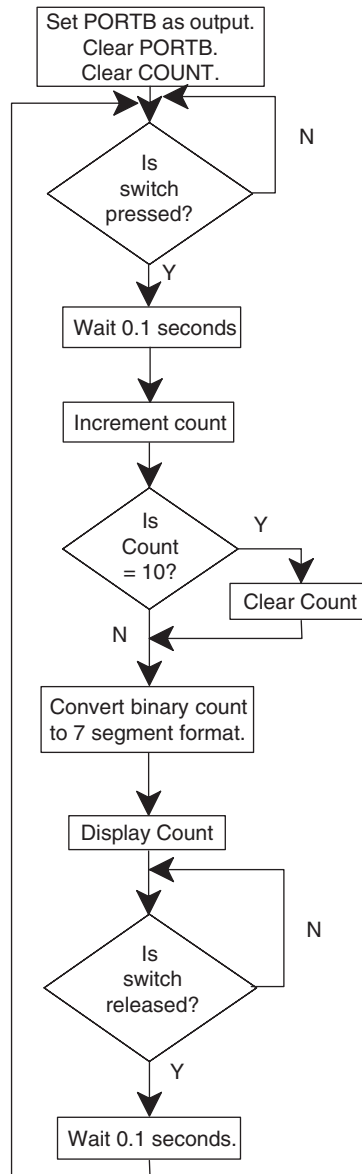 Set PORTB as output.
Clear PORTB.
Clear COUNT.
N
Is
switch
pressed?
Y
Wait 0.1 seconds
Increment count
Is
Count
= 10?
Y
Clear Count
N
Convert binary count
to 7 segment format.
Display Count
N
Is
switch
released?
Y
Wait 0.1 seconds.